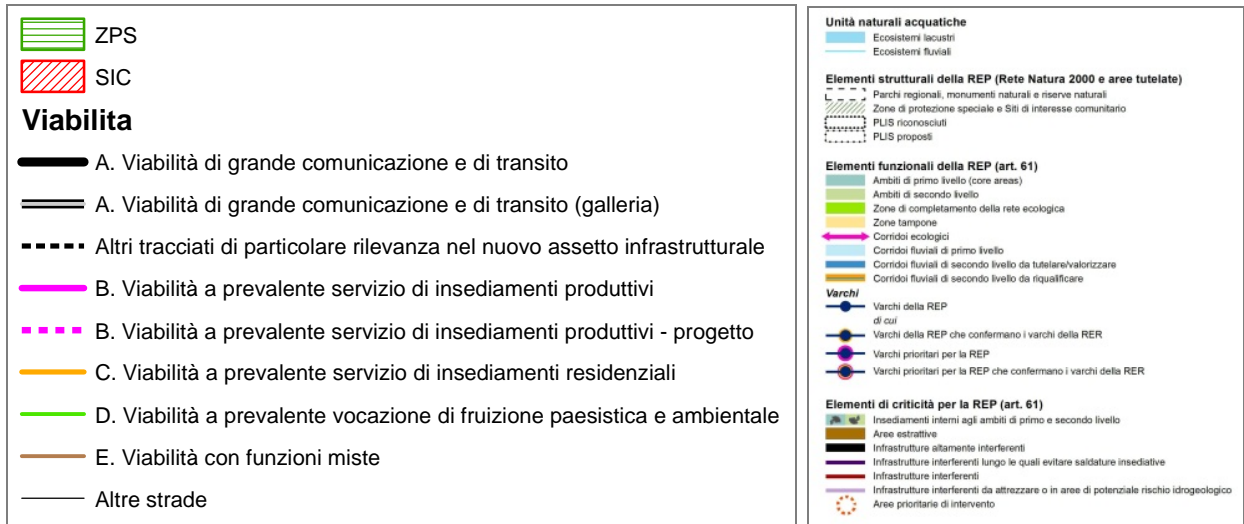 ZPS
SIC
Viabilita
A. Viabilità di grande comunicazione e di transito
A. Viabilità di grande comunicazione e di transito (galleria)
Altri tracciati di particolare rilevanza nel nuovo assetto infrastrutturale
B. Viabilità a prevalente servizio di insediamenti produttivi
B. Viabilità a prevalente servizio di insediamenti produttivi - progetto
C. Viabilità a prevalente servizio di insediamenti residenziali
D. Viabilità a prevalente vocazione di fruizione paesistica e ambientale
E. Viabilità con funzioni miste
Altre strade
Unità naturali acquatiche
Ecosistemi lacustri
Ecosistemi fluviali
Elementi strutturali della REP (Rete Natura 2000 e aree tutelate)
Parchi regionali, monumenti naturali e riserve naturali
Zone di protezione speciale e Siti di interesse comunitario
PLIS riconosciuti
PLIS proposti
Elementi funzionali della REP (art. 61)
Ambiti di primo livello (core areas)
Ambiti di secondo livello
Zone di completamento della rete ecologica
Zone tampone
Corridoi ecologici
Corridoi fluviali di primo livello
Corridoi fluviali di secondo livello da tutelare/valorizzare
Corridoi fluviali di secondo livello da riqualificare
Varchi
Varchi della REP
di cui
Varchi della REP che confermano i varchi della RER
Varchi prioritari per la REP
Varchi prioritari per la REP che confermano i varchi della RER
Elementi di criticità per la REP (art. 61)
Insediamenti interni agli ambiti di primo e secondo livello
Aree estrattive
Infrastrutture altamente interferenti
Infrastrutture interferenti lungo le quali evitare saldature insediative
Infrastrutture interferenti
Infrastrutture interferenti da attrezzare o in aree di potenziale rischio idrogeologico
Aree prioritarie di intervento